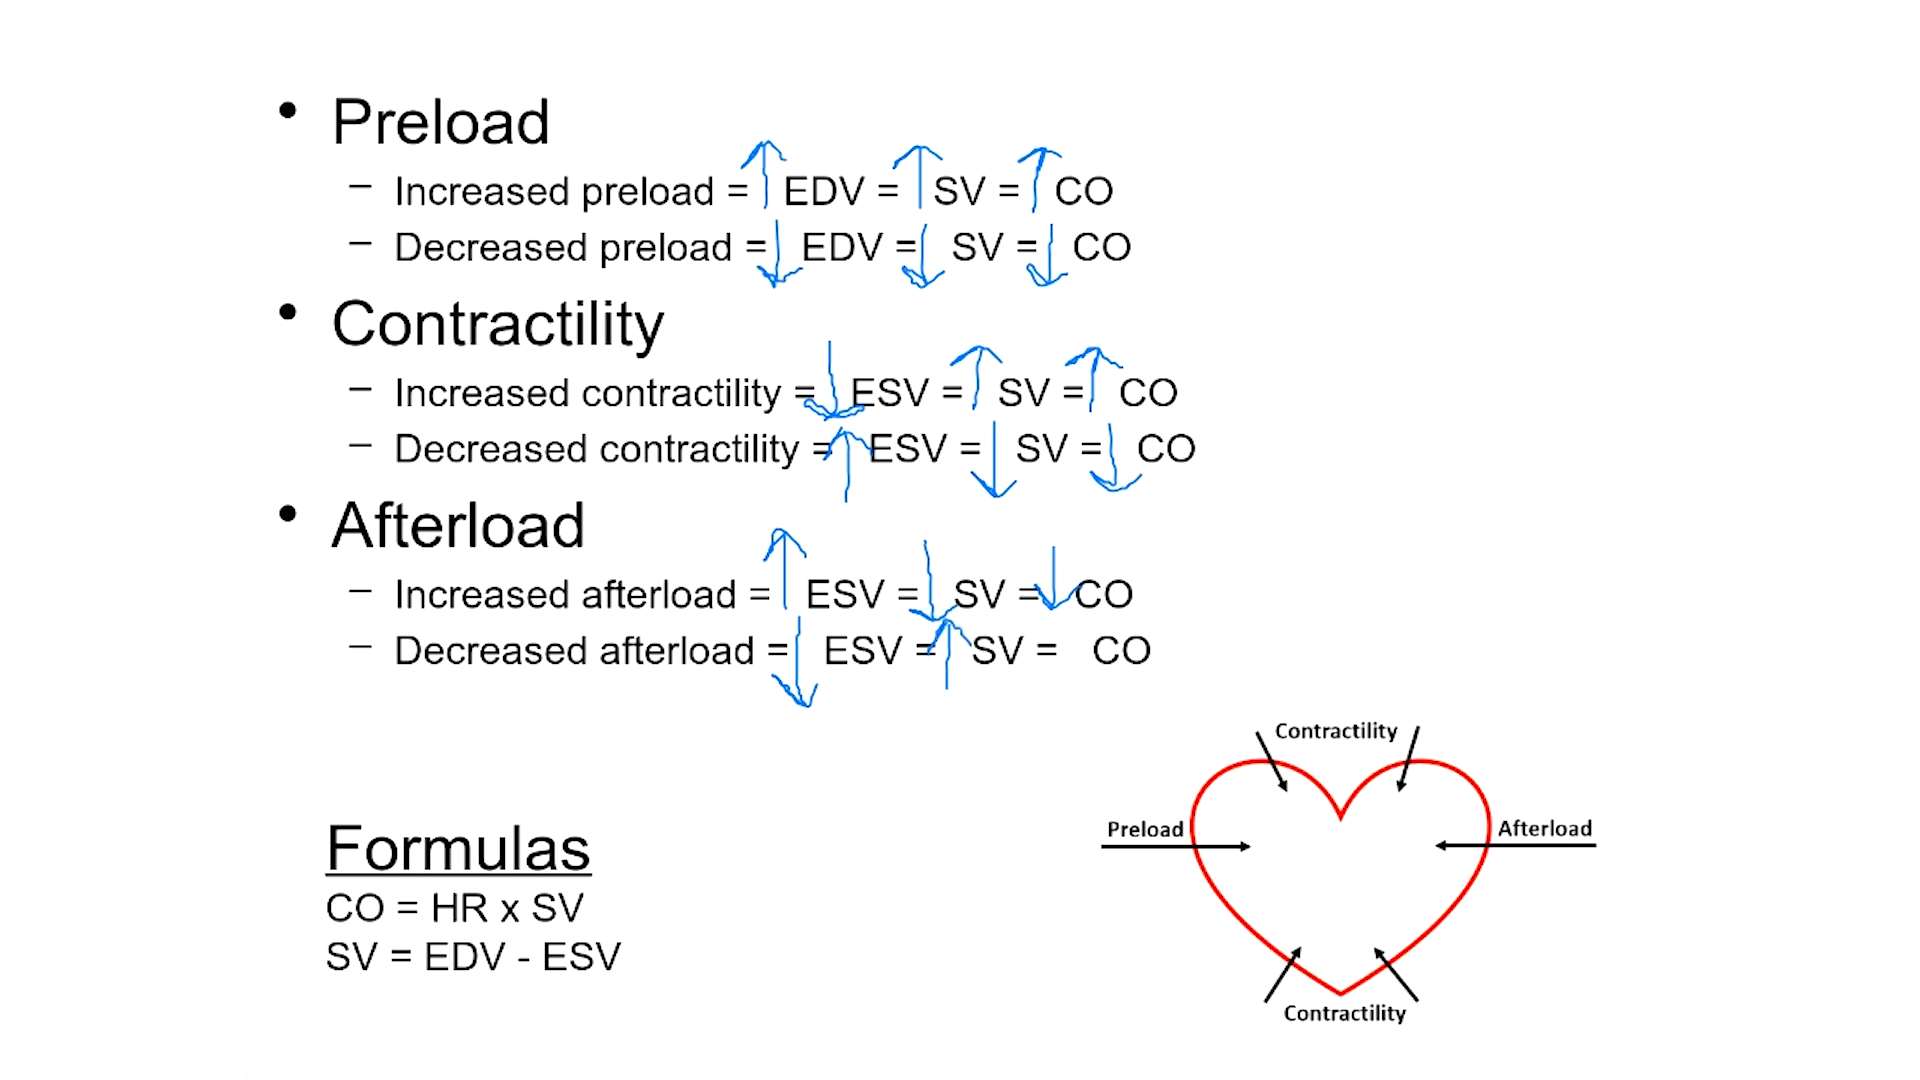 • Preload
– Increased preload = ↑ EDV = ↑ SV = ↑ CO
– Decreased preload = ↓ EDV = ↓ SV = ↓ CO
• Contractility
– Increased contractility = ↓ ESV = ↑ SV = ↑ CO
– Decreased contractility = ↑ ESV = ↓ SV = ↓ CO
• Afterload
– Increased afterload = ↑ ESV = ↓ SV = ↓ CO
– Decreased afterload = ↓ ESV = ↑ SV = CO
Formulas
CO = HR x SV
SV = EDV - ESV
Contractility
Preload
Afterload
Contractility